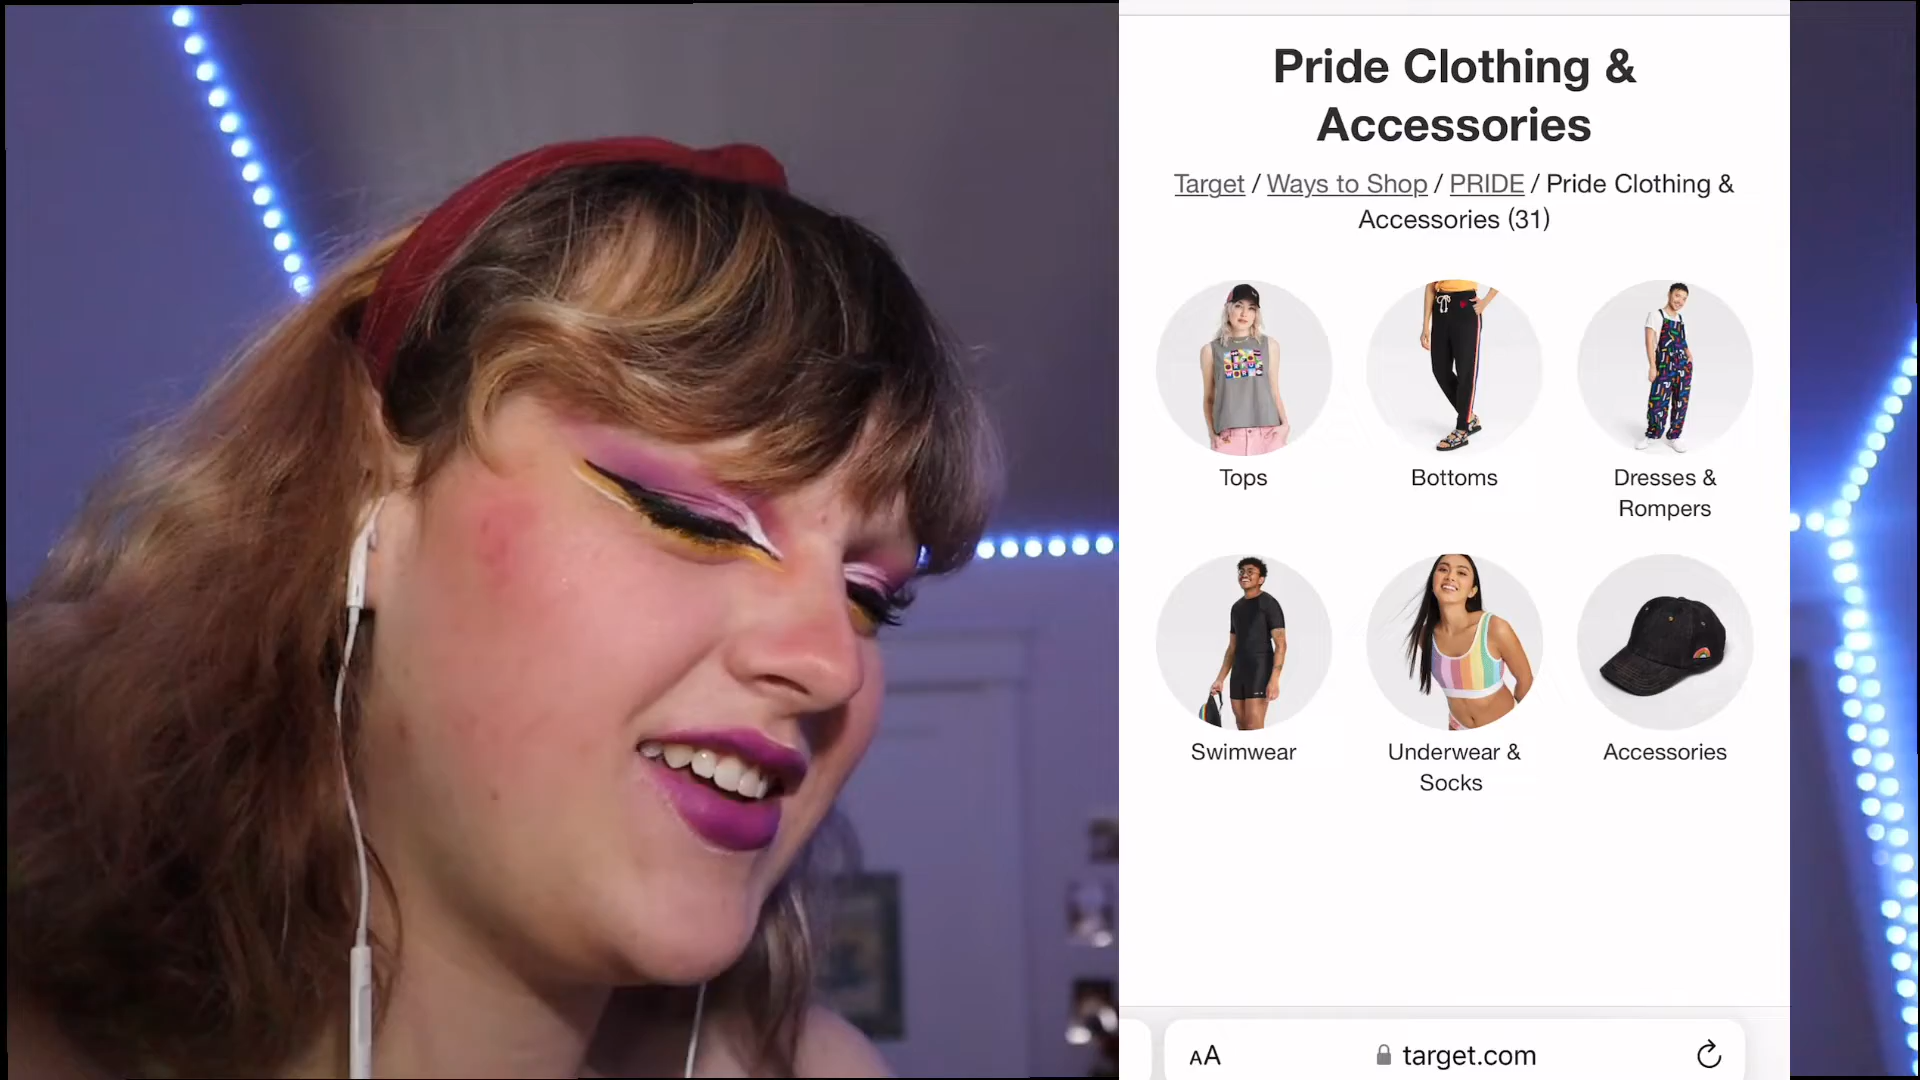 Pride Clothing &
Accessories
Target / Ways to Shop / PRIDE / Pride Clothing &
Accessories (31)
Tops
Bottoms
Dresses &
Rompers
Swimwear
Underwear &
Socks
Accessories
AA
target.com